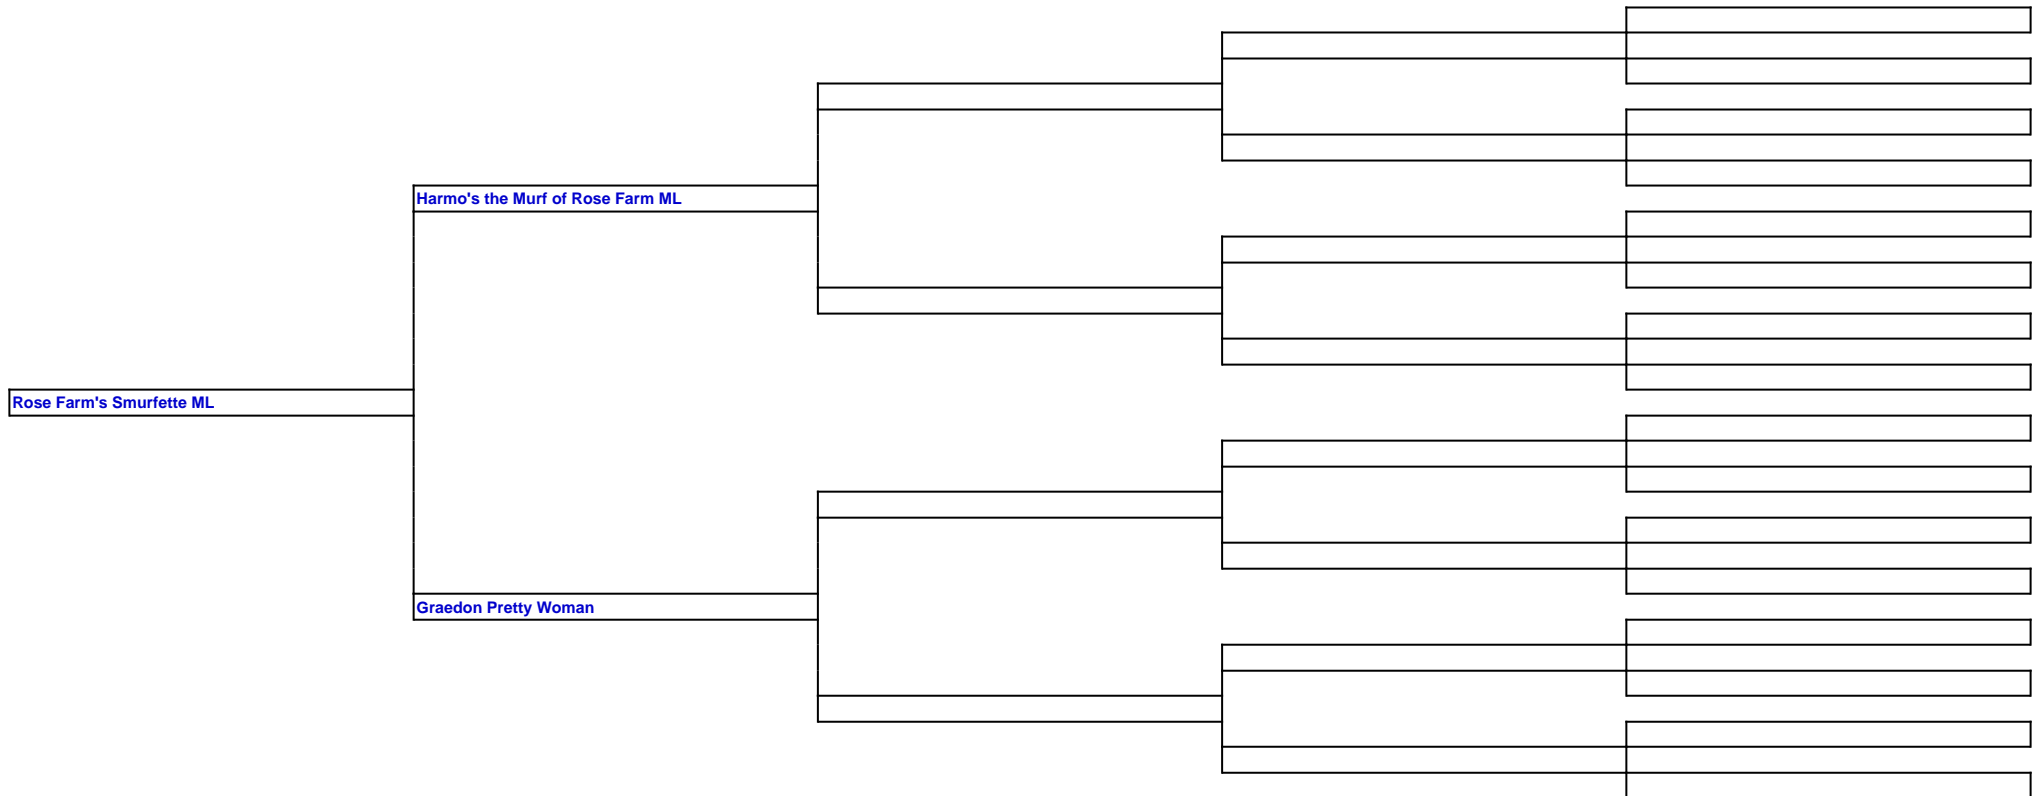 Harmo's the Murf of Rose Farm ML
Rose Farm's Smurfette ML
Graedon Pretty Woman